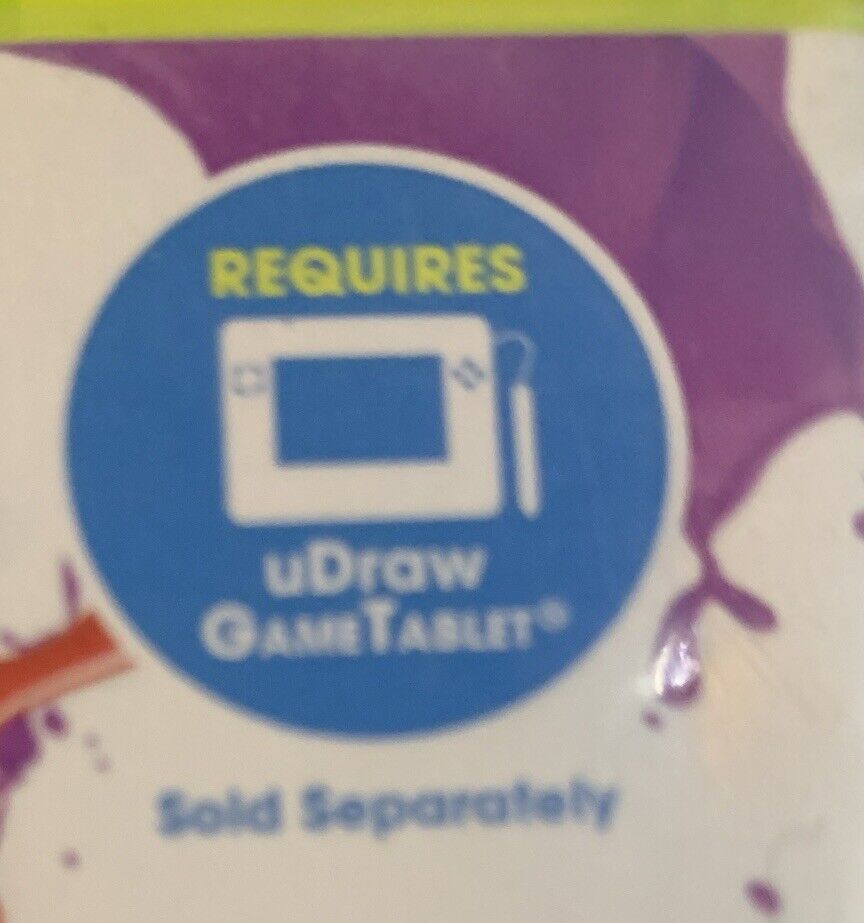 REQUIRES
uDraw
GAMETABLET®
Sold Separately